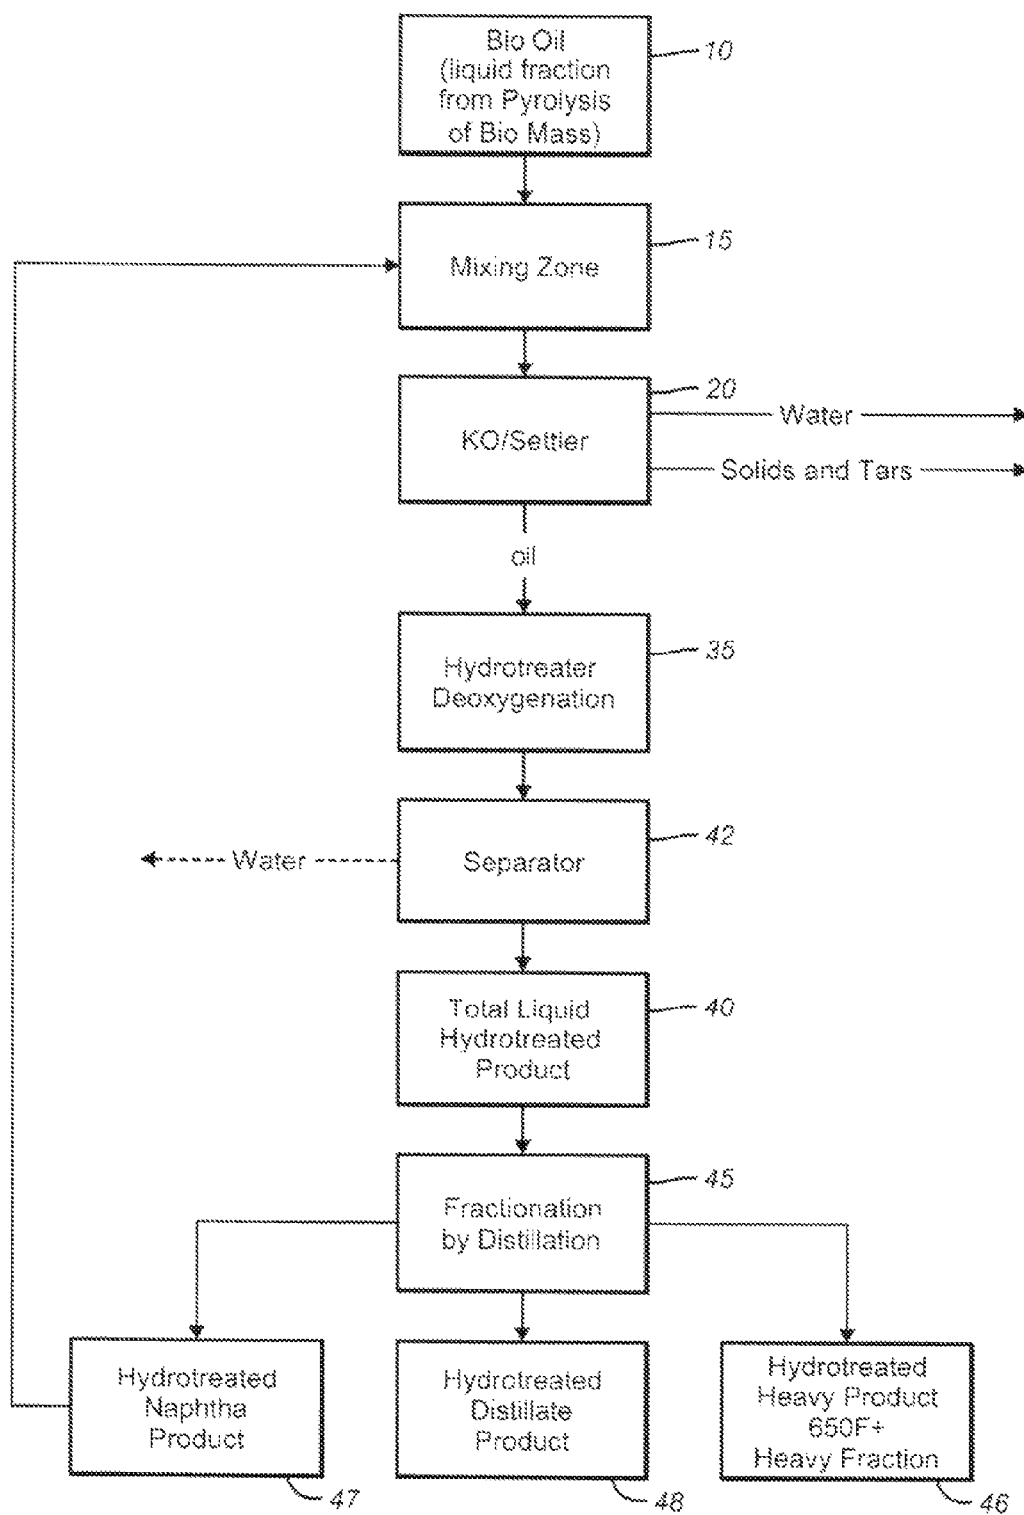 Bio Oil
(liquid fraction
from Pyrolysis
of Bio Mass)
10
Mixing Zone
15
KO/Settler
20
Water
Solids and Tars
oil
Hydrotreater
Deoxygenation
35
Separator
42
Water
Total Liquid
Hydrotreated
Product
40
Fractionation
by Distillation
45
Hydrotreated
Naphtha
Product
47
Hydrotreated
Distillate
Product
48
Hydrotreated
Heavy Product
650F+
Heavy Fraction
46